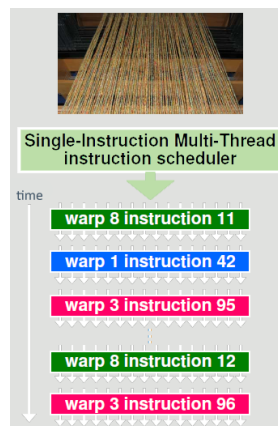 Single-Instruction Multi-Thread
instruction scheduler
time
warp 8 instruction 11
warp 1 instruction 42
warp 3 instruction 95
warp 8 instruction 12
warp 3 instruction 96